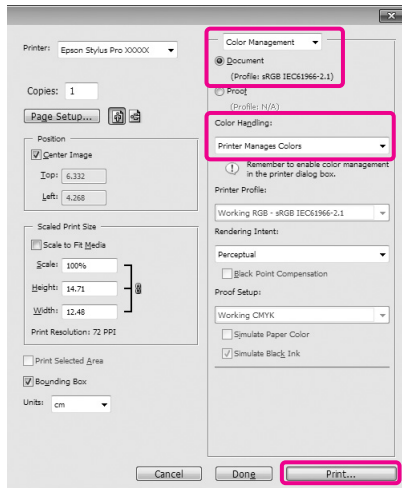 Printer: Epson Stylus Pro XXXXX
Copies: 1
Page Setup...
Position
Center Image
Top: 6.332
Left: 4.268
Scaled Print Size
Scale to Fit Media
Scale: 100%
Height: 14.71
Width: 12.48
Print Resolution: 72 PPI
Print Selected Area
Bounding Box
Units: cm
Color Management
Document
(Profile: sRGB IEC61966-2.1)
Proof
(Profile: N/A)
Color Handling:
Printer Manages Colors
Remember to enable color management
in the printer dialog box.
Printer Profile:
Working RGB - sRGB IEC61966-2.1
Rendering Intent:
Perceptual
Black Point Compensation
Proof Setup:
Working CMYK
Simulate Paper Color
Simulate Black Ink
Cancel
Done
Print...